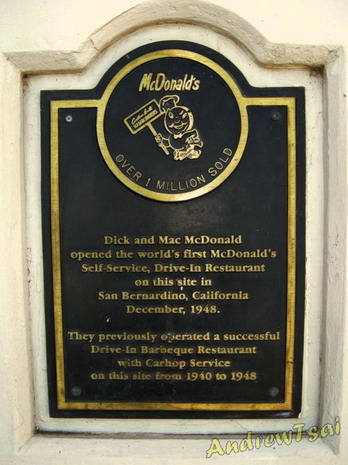 McDonald's
OVER 1 MILLION SOLD
Dick and Mac McDonald
opened the world's first McDonald's
Self-Service, Drive-In Restaurant
on this site in
San Bernardino, California
December, 1948.
They previously operated a successful
Drive-In Barbeque Restaurant
with Carhop Service
on this site from 1940 to 1948
AndrewTsai